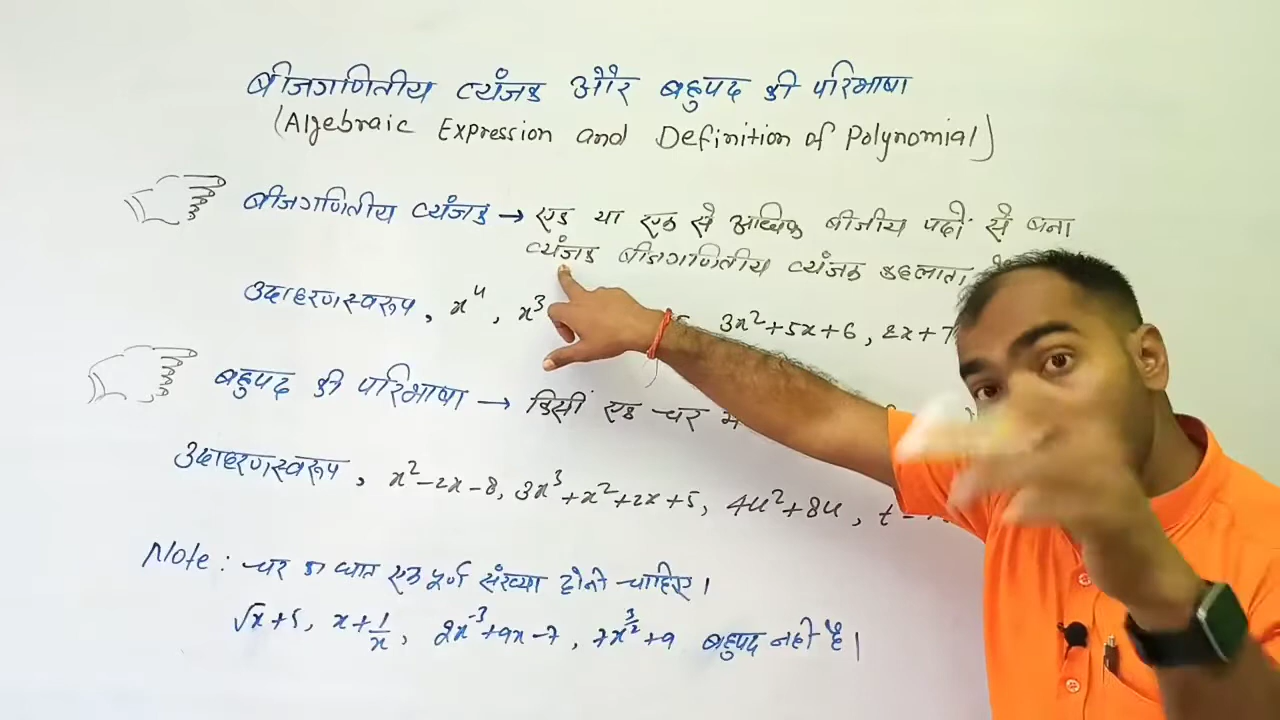 बीजगणितीय व्यंजक और बहुपद की परिभाषा
(Algebraic Expression and Definition of Polynomial)
बीजगणितीय व्यंजक → एक या एक से अधिक बीजीय पदों से बना
व्यंजक बीजगणितीय व्यंजक कहलाता
उदाहरणस्वरूप, x⁴, x³ 3x²+5x+6, 2x+7
बहुपद की परिभाषा → किसी एक चर
उदाहरणस्वरूप, x²-2x-8, 3x³+x²+2x+5, 4u²+8u, t-
Note: चर का घात एक पूर्ण संख्या होनी चाहिए।
√x+5, x+1/x, 2x⁻³+9x-7, 7x^(3/2)+9 बहुपद नहीं है।